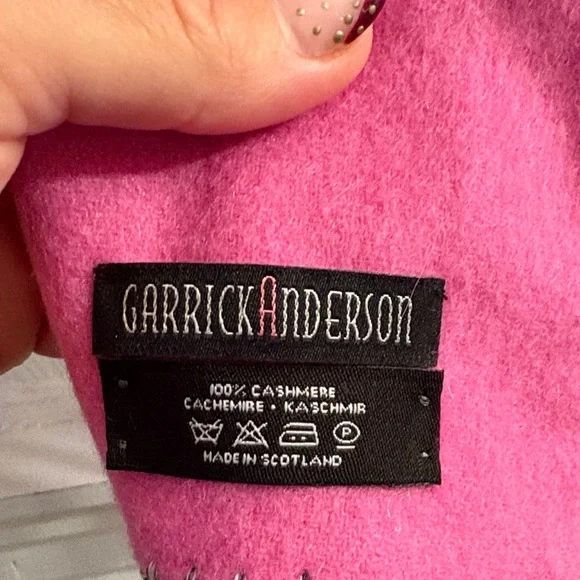 GARRICKANDERSON
100% CASHMERE
CACHEMIRE • KASCHMIR
P
MADE IN SCOTLAND